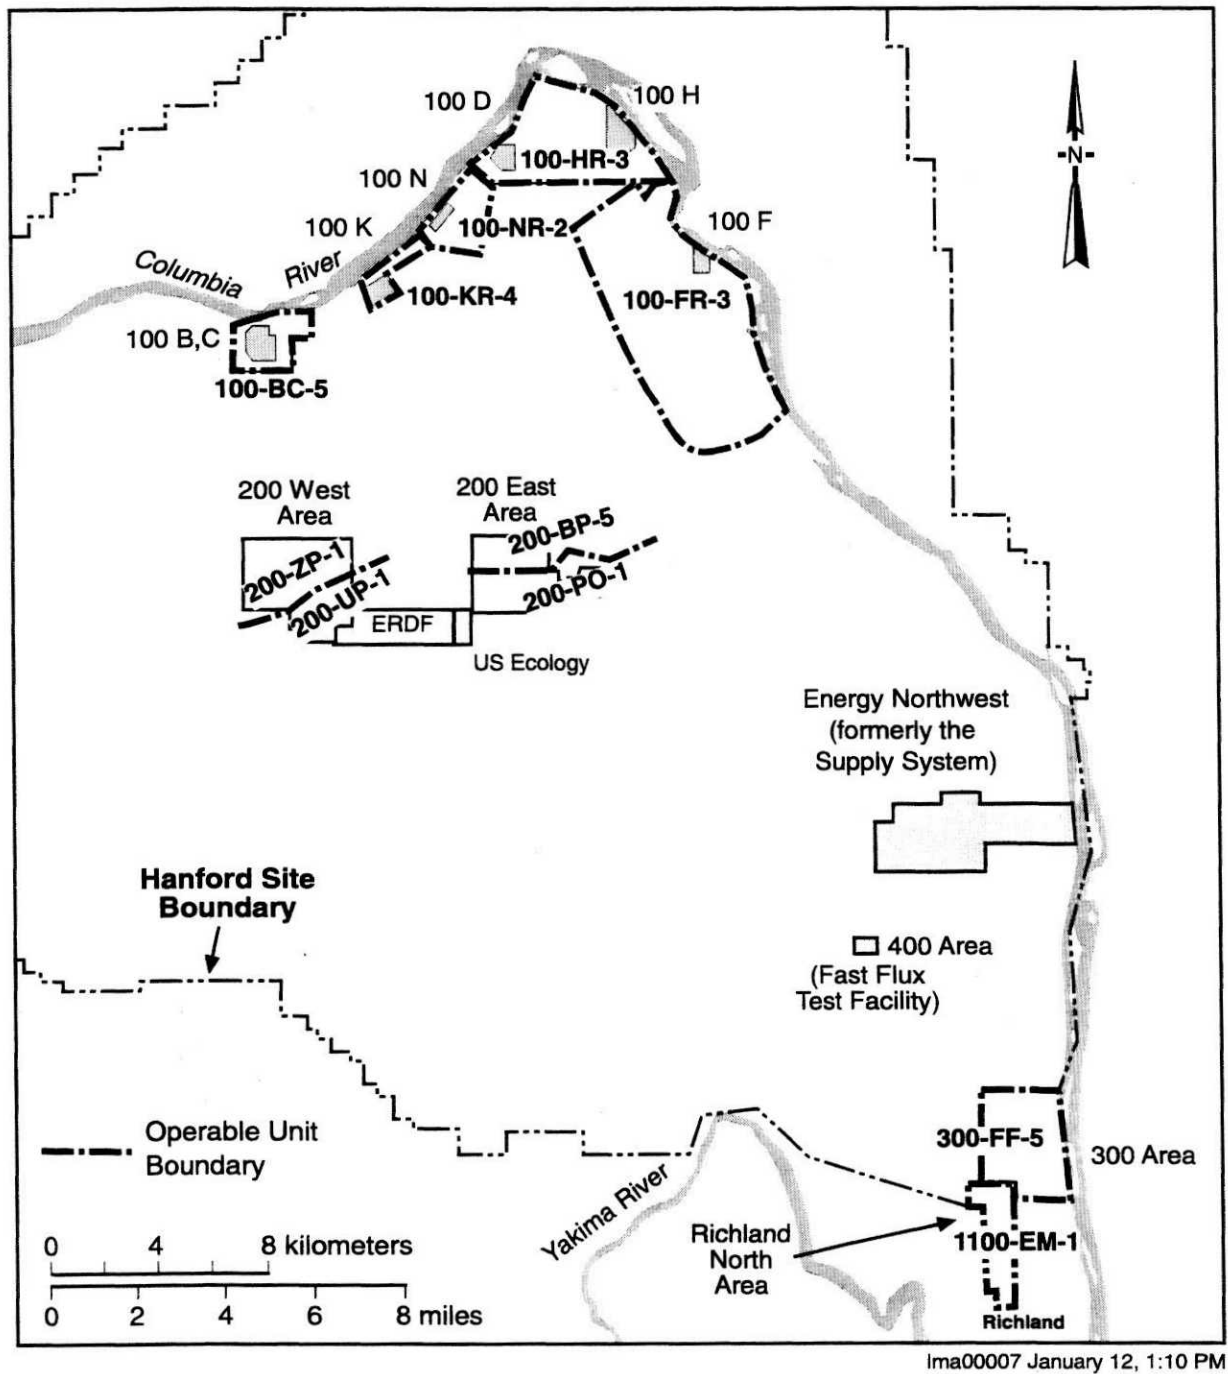 100 D
100 H
100-HR-3
100 N
100 K
100-NR-2
100 F
Columbia
River
100-KR-4
100-FR-3
100 B,C
100-BC-5
N
200 West
Area
200 East
Area
200-BP-5
200-ZP-1
200-UP-1
200-PO-1
ERDF
US Ecology
Energy Northwest
(formerly the
Supply System)
Hanford Site
Boundary
400 Area
(Fast Flux
Test Facility)
Operable Unit
Boundary
300-FF-5
300 Area
Yakima River
Richland
North
Area
1100-EM-1
Richland
0 4 8 kilometers
0 2 4 6 8 miles
lma00007 January 12, 1:10 PM